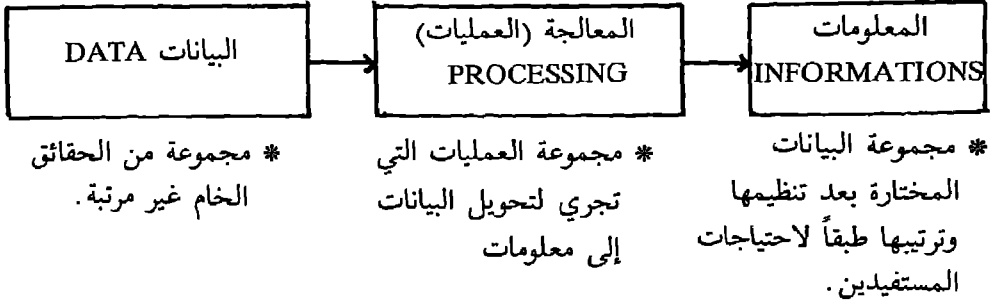 البيانات DATA
المعالجة (العمليات)
PROCESSING
المعلومات
INFORMATIONS
* مجموعة من الحقائق
الخام غير مرتبة.
* مجموعة العمليات التي
تجري لتحويل البيانات
إلى معلومات
* مجموعة البيانات
المختارة بعد تنظيمها
وترتيبها طبقاً لاحتياجات
المستفيدين.